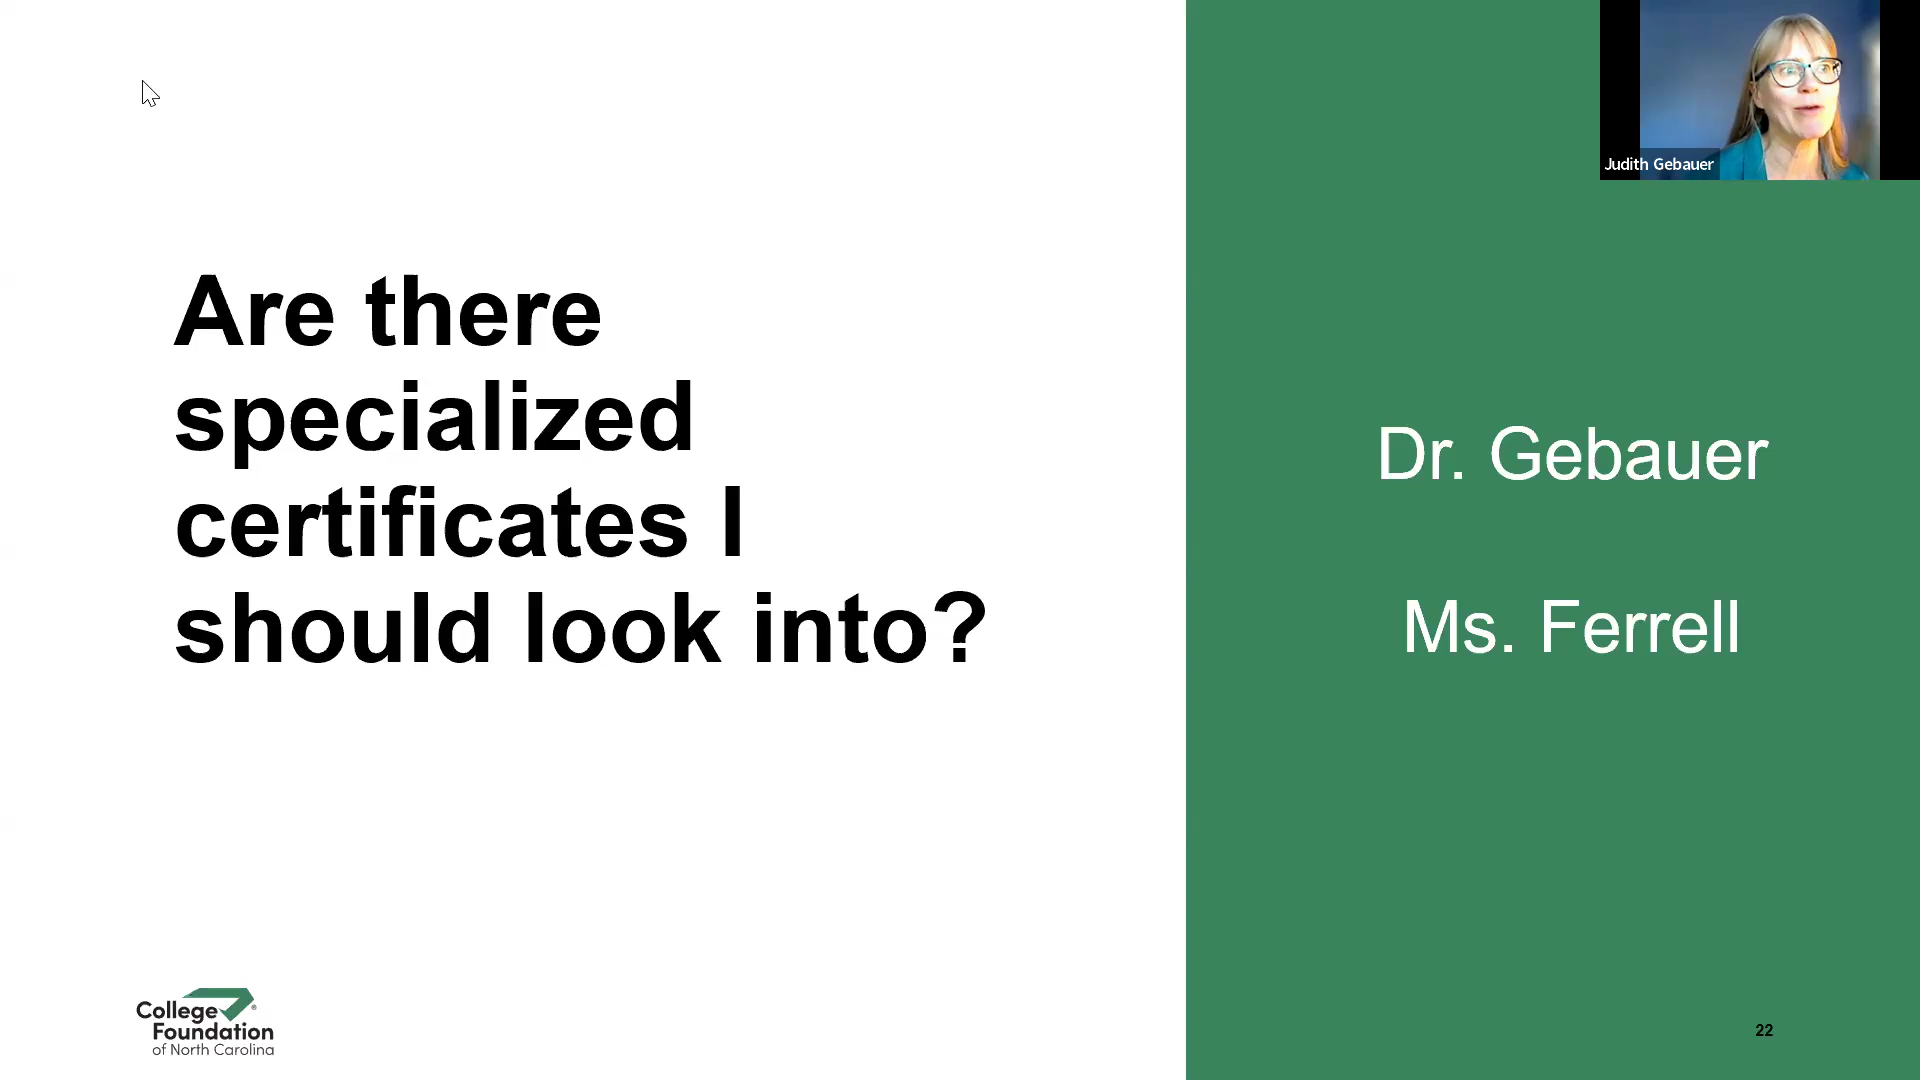 Are there
specialized
certificates I
should look into?
Dr. Gebauer
Ms. Ferrell
Judith Gebauer
College
Foundation
of North Carolina
22